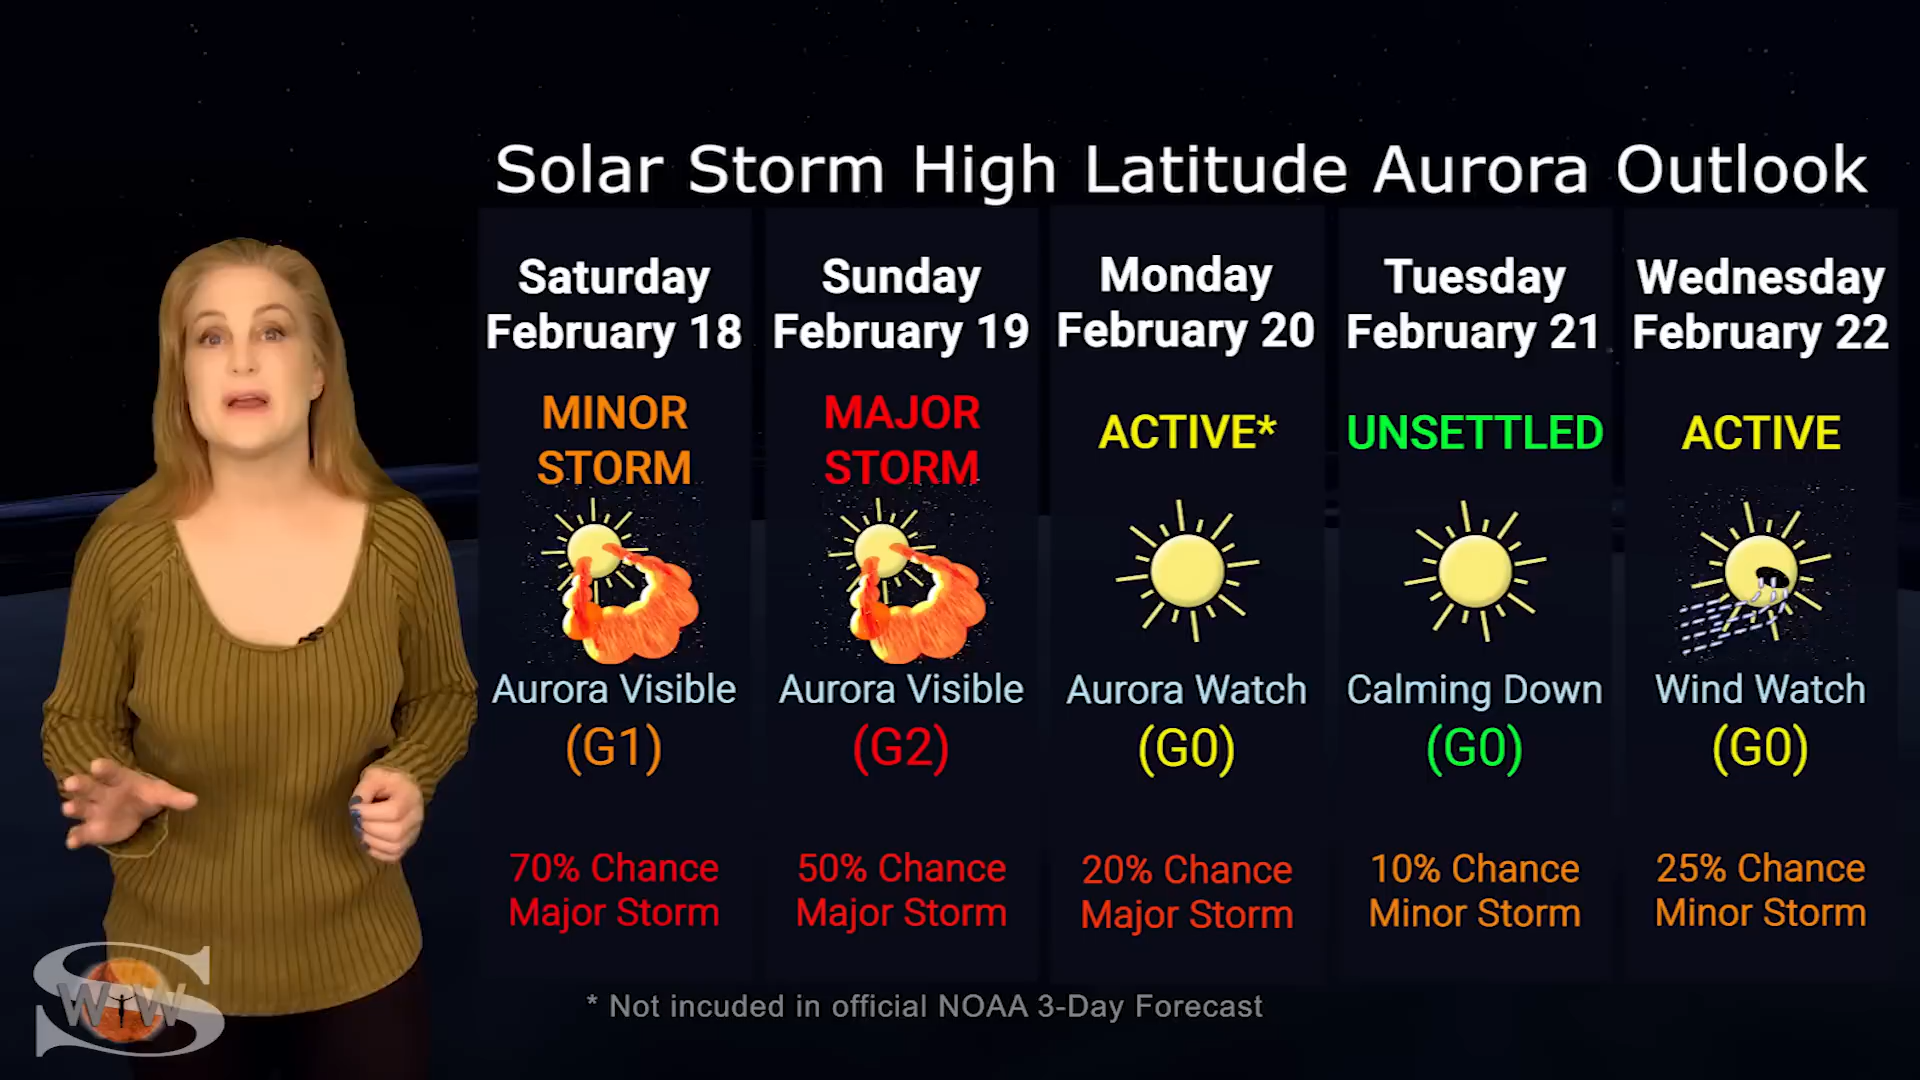 Solar Storm High Latitude Aurora Outlook
Saturday
February 18
MINOR
STORM
Aurora Visible
(G1)
70% Chance
Major Storm
Sunday
February 19
MAJOR
STORM
Aurora Visible
(G2)
50% Chance
Major Storm
Monday
February 20
ACTIVE*
Aurora Watch
(G0)
20% Chance
Major Storm
Tuesday
February 21
UNSETTLED
Calming Down
(G0)
10% Chance
Minor Storm
Wednesday
February 22
ACTIVE
Wind Watch
(G0)
25% Chance
Minor Storm
* Not incuded in official NOAA 3-Day Forecast
S
WTW